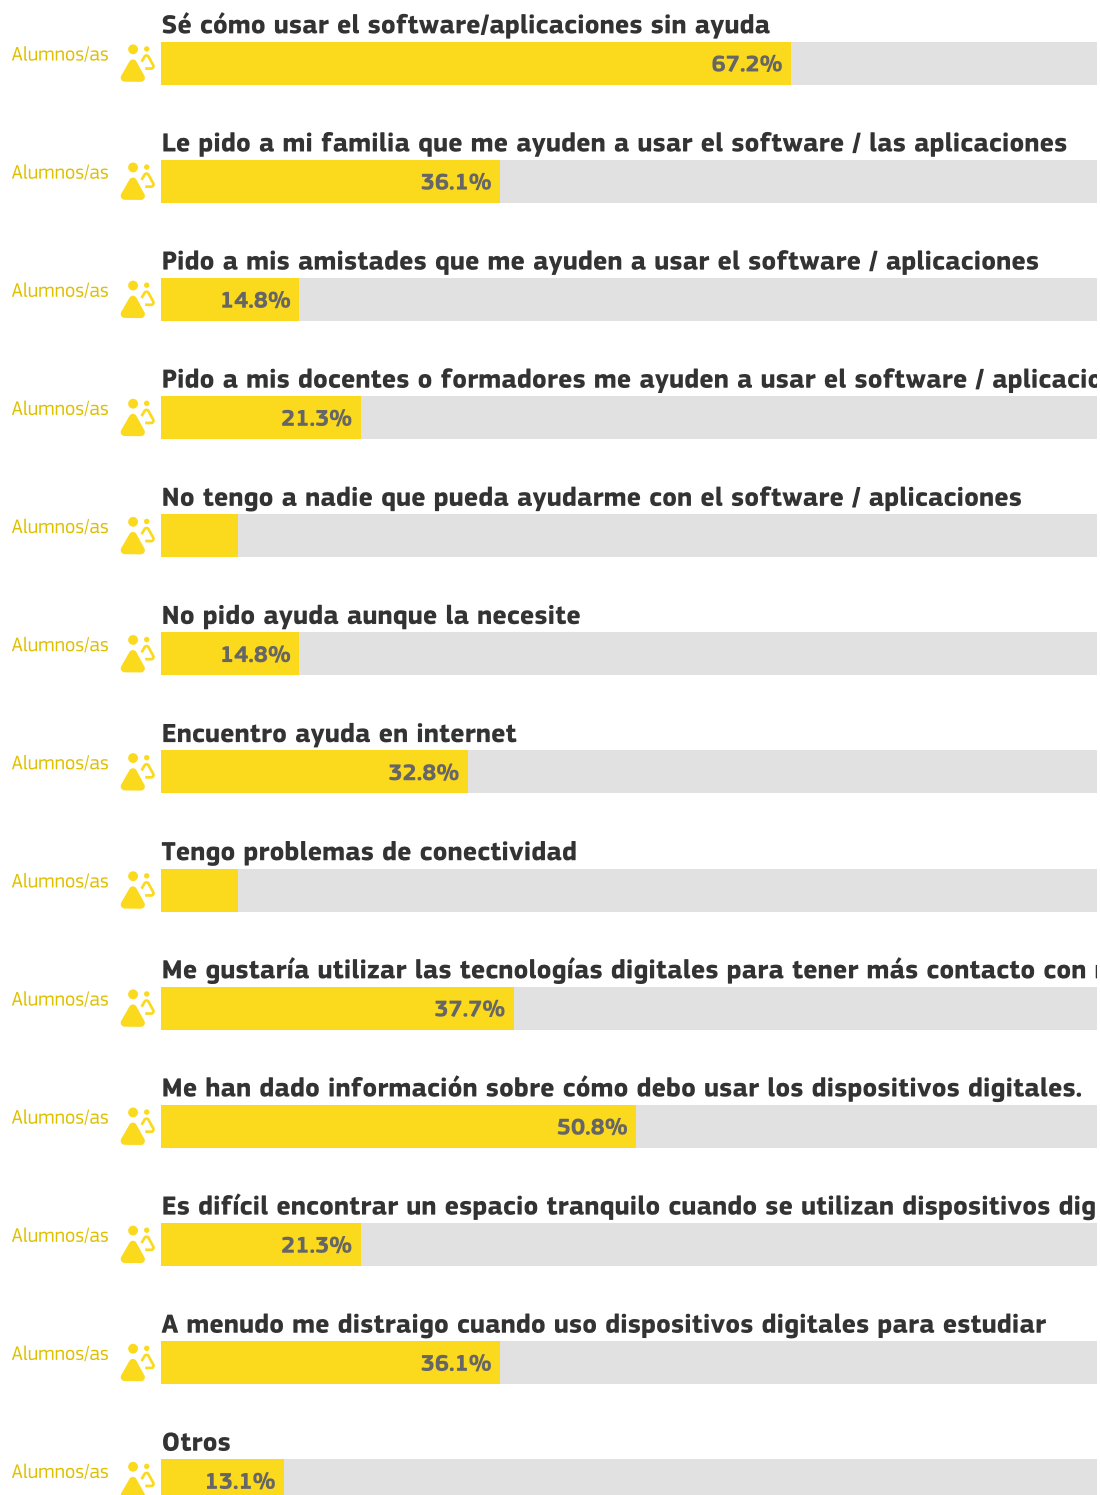 Sé cómo usar el software/aplicaciones sin ayuda
Alumnos/as
67.2%
Le pido a mi familia que me ayuden a usar el software / las aplicaciones
Alumnos/as
36.1%
Pido a mis amistades que me ayuden a usar el software / aplicaciones
Alumnos/as
14.8%
Pido a mis docentes o formadores me ayuden a usar el software / aplicacio
Alumnos/as
21.3%
No tengo a nadie que pueda ayudarme con el software / aplicaciones
Alumnos/as
No pido ayuda aunque la necesite
Alumnos/as
14.8%
Encuentro ayuda en internet
Alumnos/as
32.8%
Tengo problemas de conectividad
Alumnos/as
Me gustaría utilizar las tecnologías digitales para tener más contacto con
Alumnos/as
37.7%
Me han dado información sobre cómo debo usar los dispositivos digitales.
Alumnos/as
50.8%
Es difícil encontrar un espacio tranquilo cuando se utilizan dispositivos dig
Alumnos/as
21.3%
A menudo me distraigo cuando uso dispositivos digitales para estudiar
Alumnos/as
36.1%
Otros
Alumnos/as
13.1%